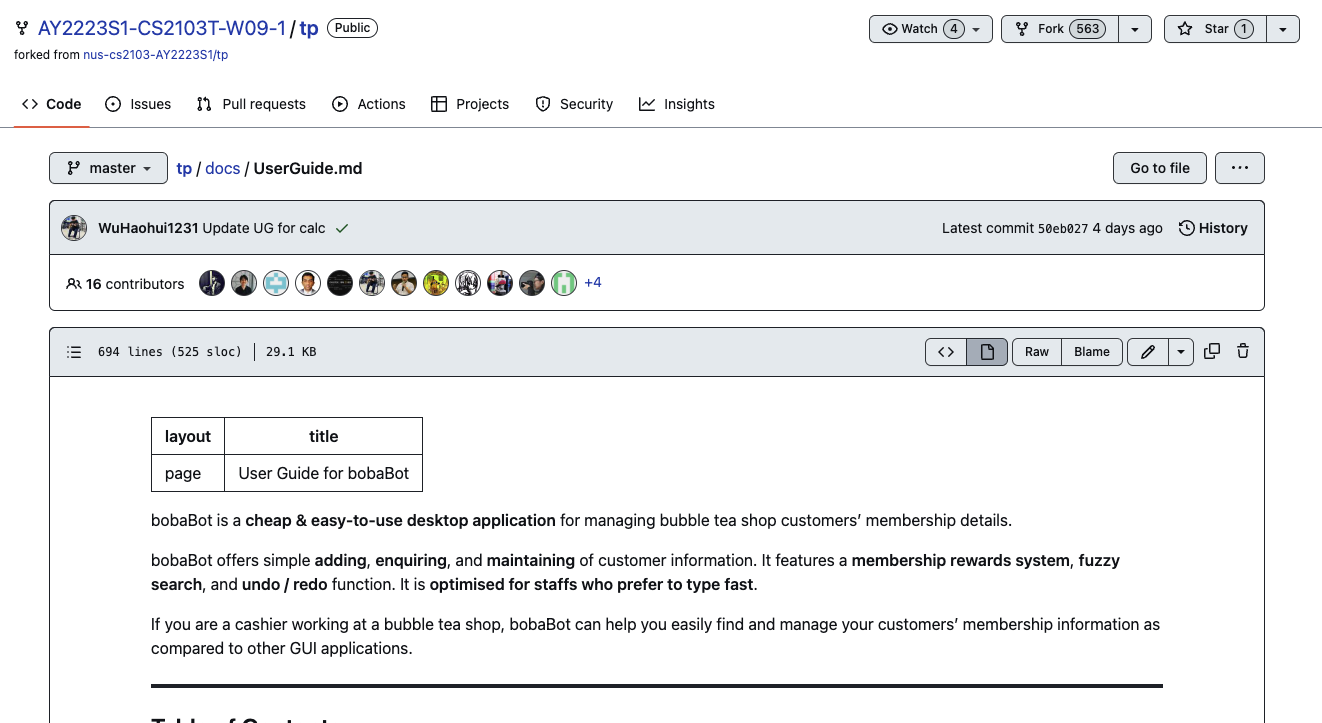 AY2223S1-CS2103T-W09-1 / tp Public
Watch 4 Fork 563 Star 1
forked from nus-cs2103-AY2223S1/tp
Code Issues Pull requests Actions Projects Security Insights
master tp / docs / UserGuide.md Go to file ...
WuHaohui1231 Update UG for calc Latest commit 50eb027 4 days ago History
16 contributors +4
694 lines (525 sloc) 29.1 KB Raw Blame
layout title
page User Guide for bobaBot
bobaBot is a cheap & easy-to-use desktop application for managing bubble tea shop customers’ membership details.
bobaBot offers simple adding, enquiring, and maintaining of customer information. It features a membership rewards system, fuzzy
search, and undo / redo function. It is optimised for staffs who prefer to type fast.
If you are a cashier working at a bubble tea shop, bobaBot can help you easily find and manage your customers’ membership information as
compared to other GUI applications.